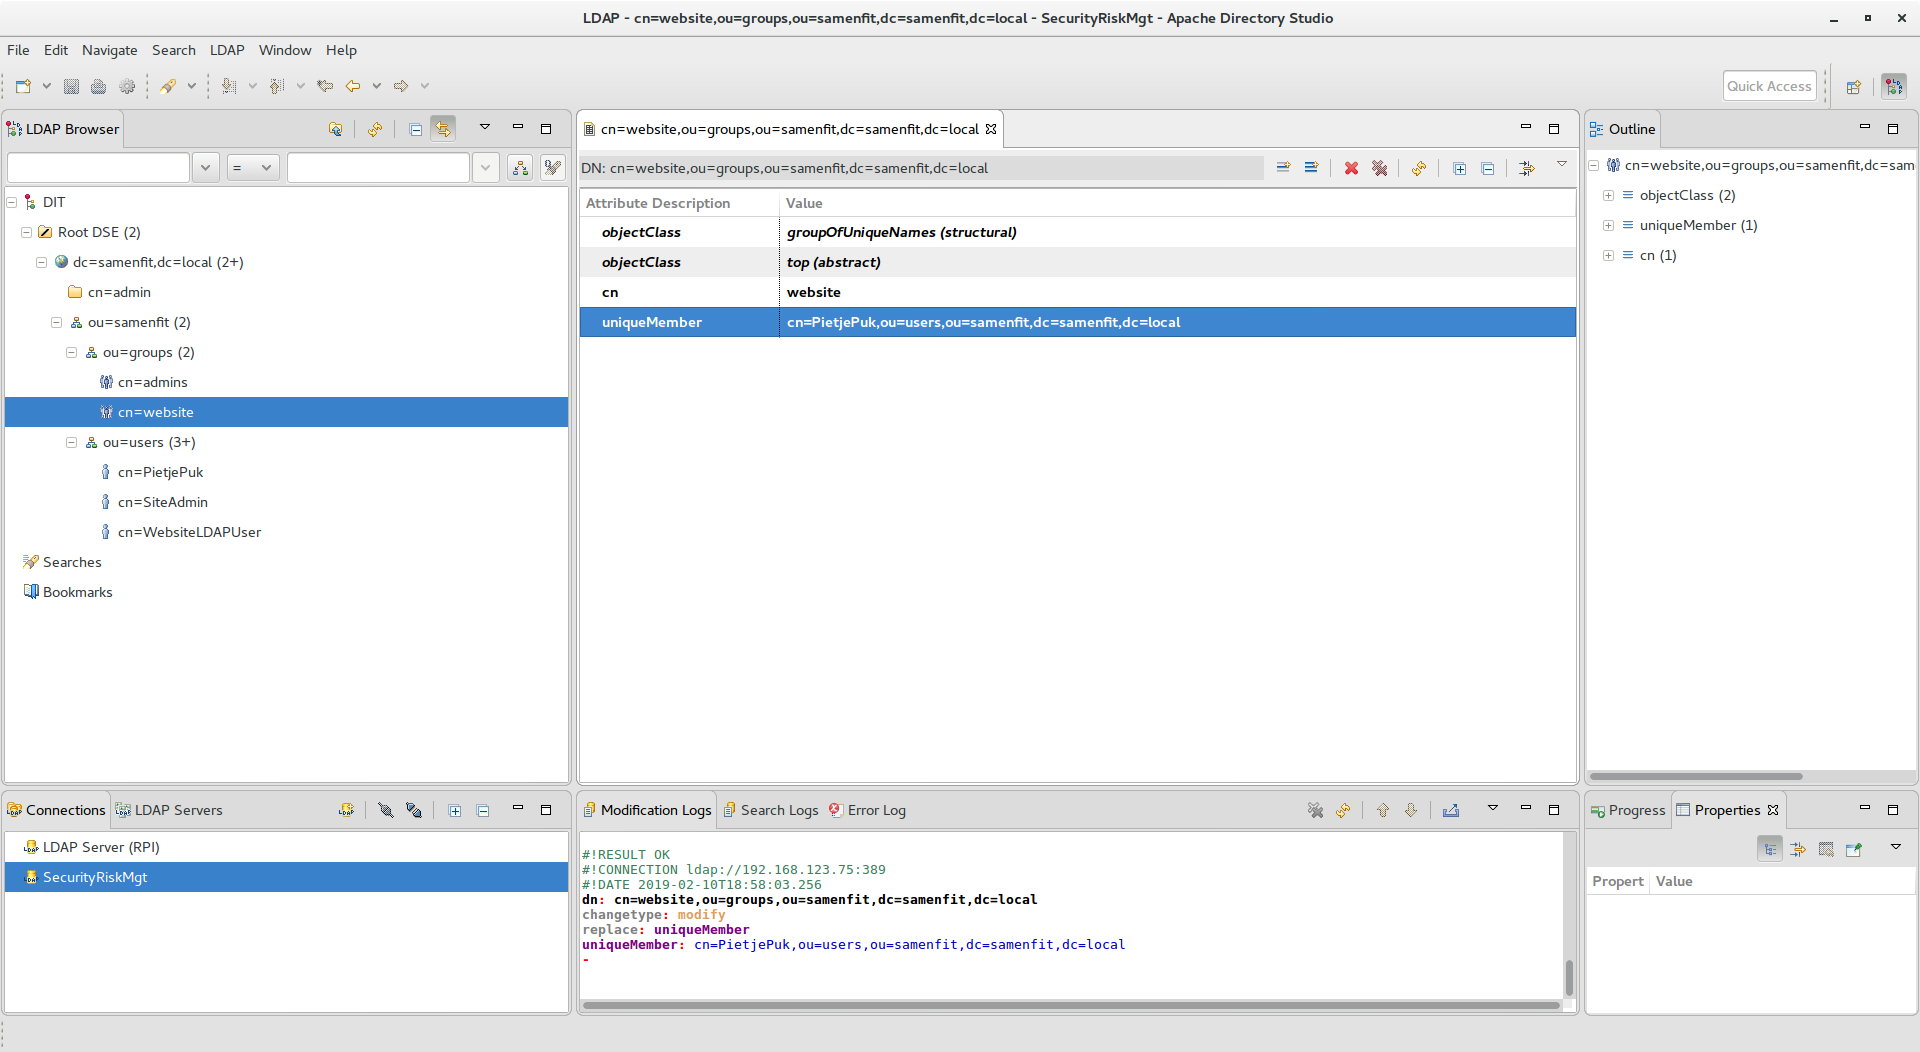 LDAP - cn=website,ou=groups,ou=samenfit,dc=samenfit,dc=local - SecurityRiskMgt - Apache Directory Studio
File Edit Navigate Search LDAP Window Help
Quick Access
LDAP Browser
=
DIT
Root DSE (2)
dc=samenfit,dc=local (2+)
cn=admin
ou=samenfit (2)
ou=groups (2)
cn=admins
cn=website
ou=users (3+)
cn=PietjePuk
cn=SiteAdmin
cn=WebsiteLDAPUser
Searches
Bookmarks
cn=website,ou=groups,ou=samenfit,dc=samenfit,dc=local
DN: cn=website,ou=groups,ou=samenfit,dc=samenfit,dc=local
Attribute Description Value
objectClass groupOfUniqueNames (structural)
objectClass top (abstract)
cn website
uniqueMember cn=PietjePuk,ou=users,ou=samenfit,dc=samenfit,dc=local
Outline
cn=website,ou=groups,ou=samenfit,dc=sam
objectClass (2)
uniqueMember (1)
cn (1)
Connections LDAP Servers
LDAP Server (RPI)
SecurityRiskMgt
Modification Logs Search Logs Error Log
#!RESULT OK
#!CONNECTION ldap://192.168.123.75:389
#!DATE 2019-02-10T18:58:03.256
dn: cn=website,ou=groups,ou=samenfit,dc=samenfit,dc=local
changetype: modify
replace: uniqueMember
uniqueMember: cn=PietjePuk,ou=users,ou=samenfit,dc=samenfit,dc=local
-
Progress Properties
Propert Value